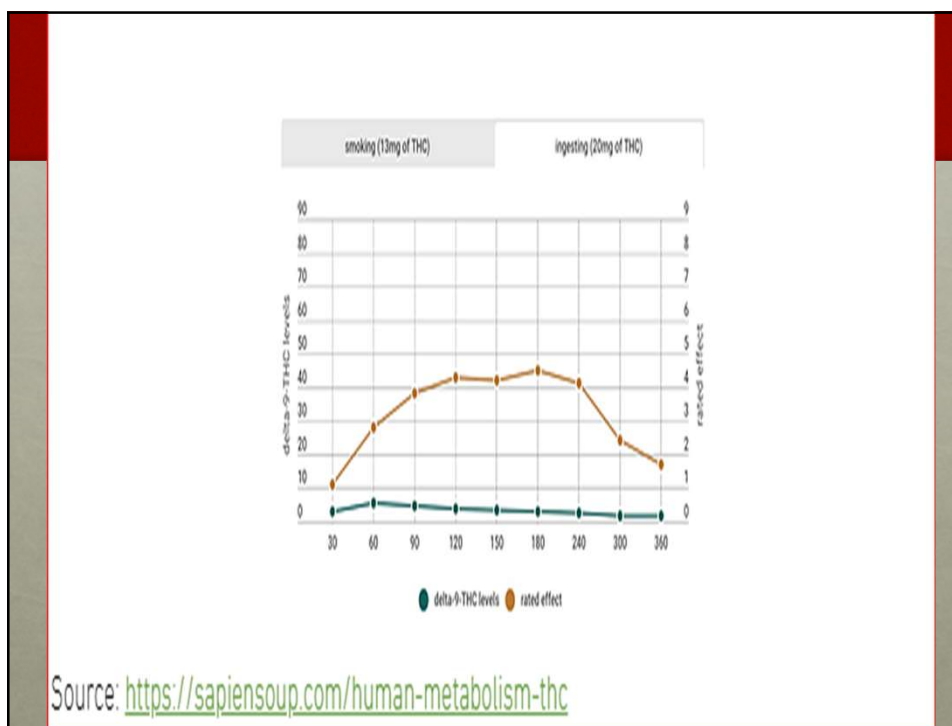 smoking (13mg of THC) ingesting (20mg of THC)
90 9
80 8
70 7
60 6
50 5
40 4
30 3
20 2
10 1
0 0
delta-9-THC levels
rated effect
30 60 90 120 150 180 240 300 360
delta-9-THC levels rated effect
Source: https://sapiensoup.com/human-metabolism-thc